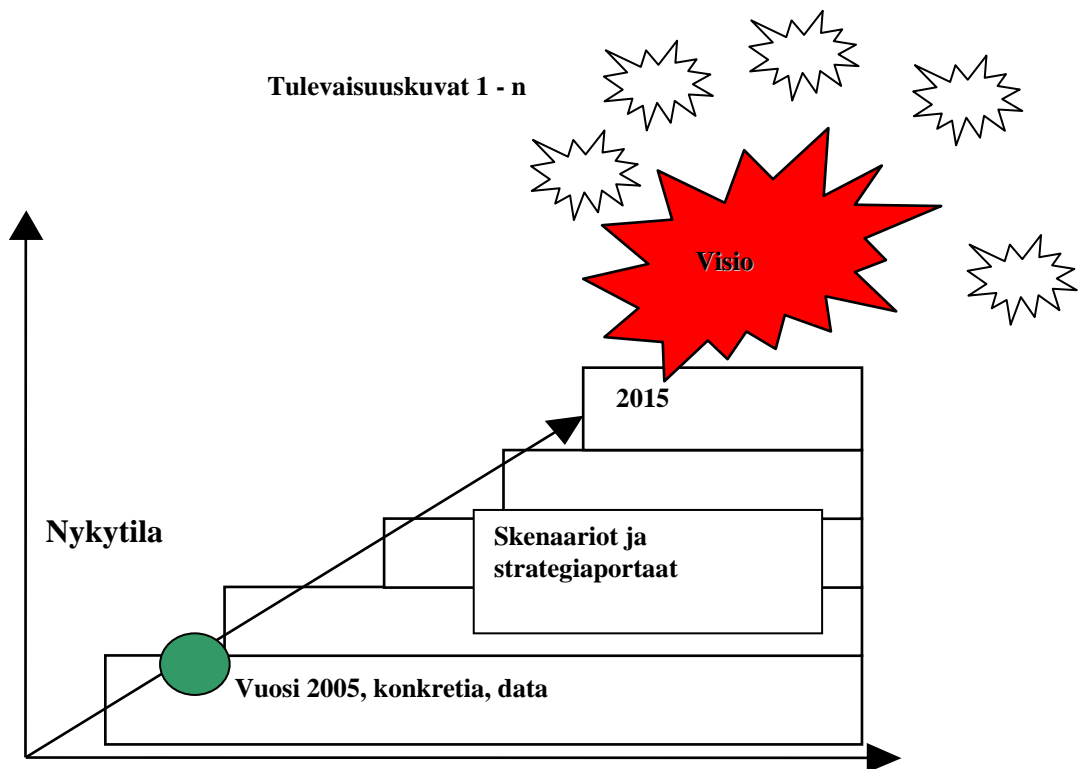 Tulevaisuuskuvat 1 - n
Visio
2015
Nykytila
Skenaariot ja
strategiaportaat
Vuosi 2005, konkretia, data